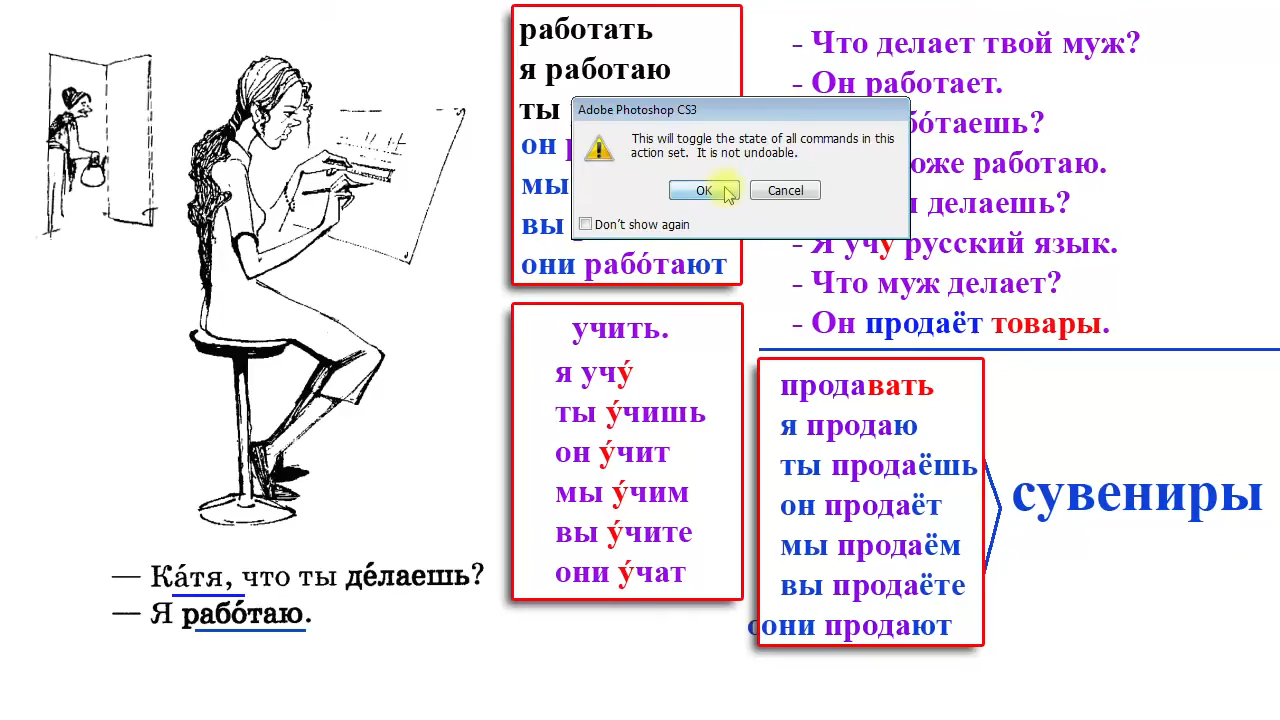 работать
я работаю
ты
он
мы
вы
они рабо́тают
Adobe Photoshop CS3
This will toggle the state of all commands in this
action set. It is not undoable.
OK
Cancel
Don't show again
- Что делает твой муж?
- Он работает.
бо́таешь?
оже работаю.
делаешь?
- Я учу русский язык.
- Что муж делает?
- Он продаёт товары.
учить.
я учу́
ты у́чишь
он у́чит
мы у́чим
вы у́чите
они у́чат
продавать
я продаю
ты продаёшь
он продаёт
мы продаём
вы продаёте
оони продают
сувениры
— Ка́тя, что ты де́лаешь?
— Я рабо́таю.